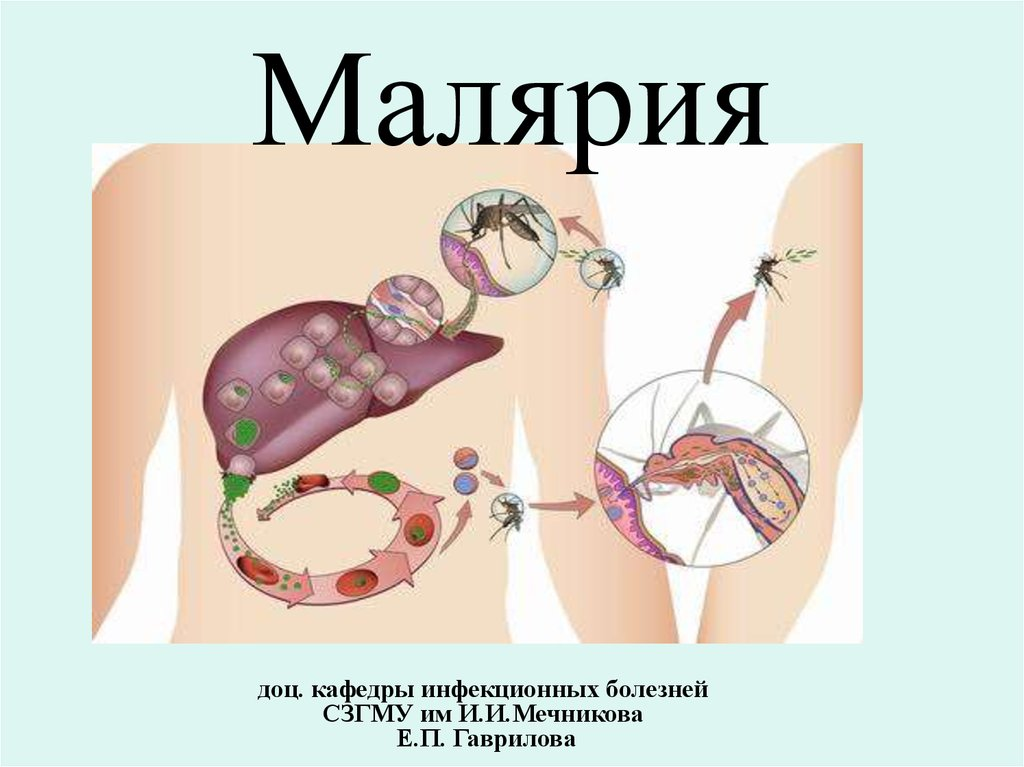 Малярия
доц. кафедры инфекционных болезней
СЗГМУ им И.И.Мечникова
Е.П. Гаврилова